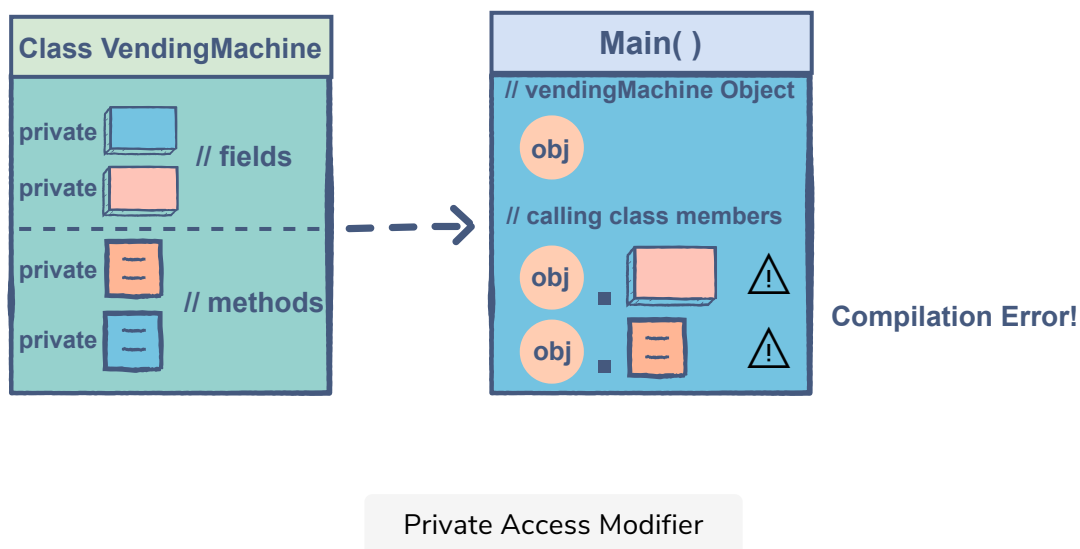 Class VendingMachine
private
// fields
private
private
// methods
private
Main( )
// vendingMachine Object
obj
// calling class members
obj .
obj .
Compilation Error!
Private Access Modifier